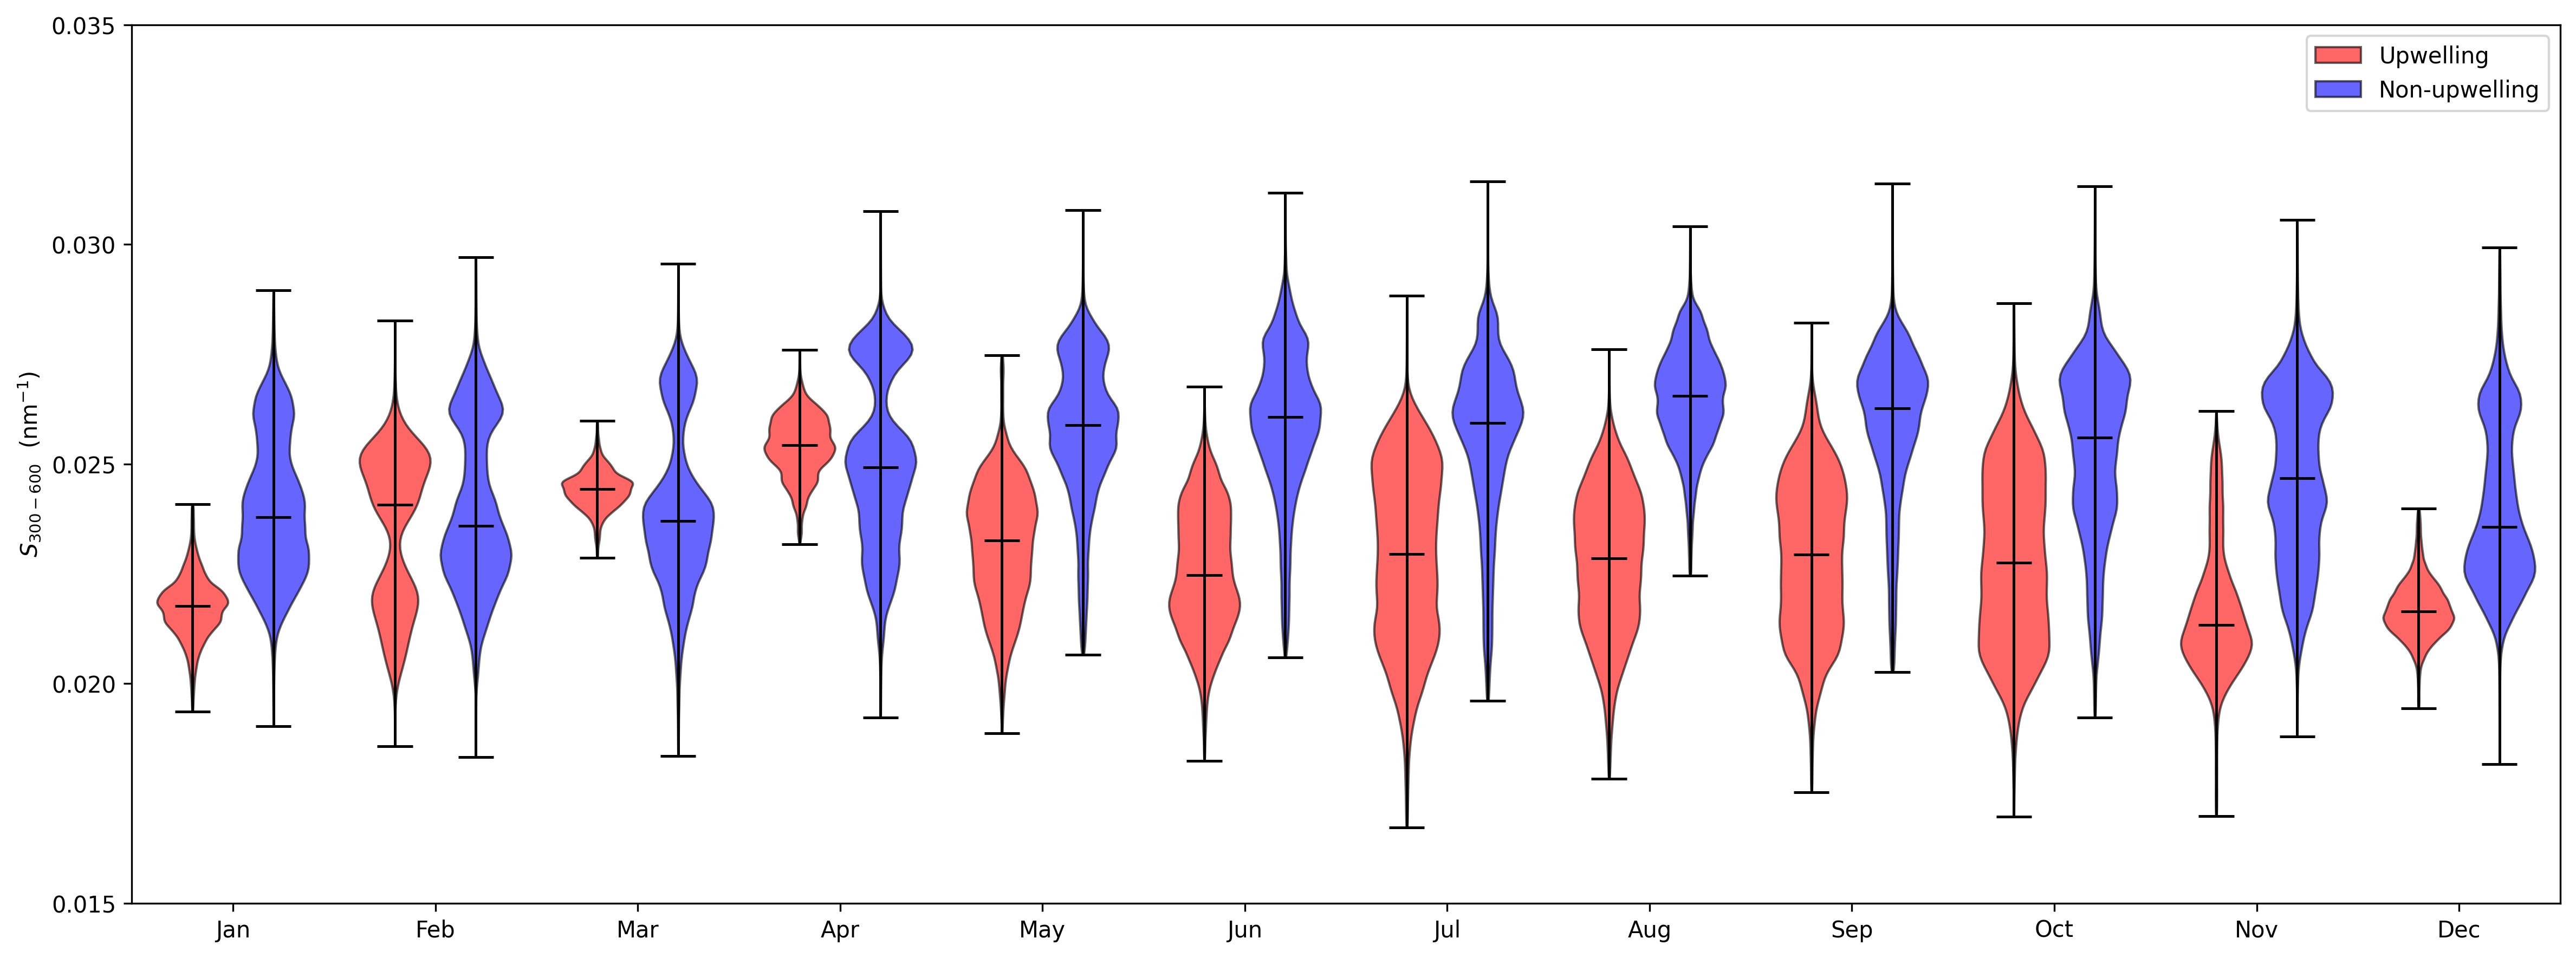 0.035
0.030
0.025
0.020
0.015
S300−600 (nm−1)
Upwelling
Non-upwelling
Jan Feb Mar Apr May Jun Jul Aug Sep Oct Nov Dec